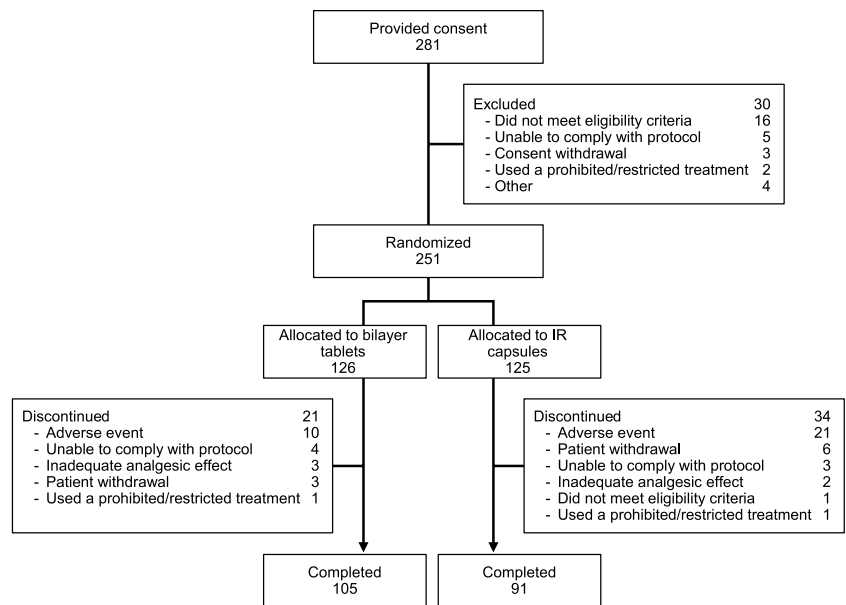 Provided consent
281
Excluded 30
- Did not meet eligibility criteria 16
- Unable to comply with protocol 5
- Consent withdrawal 3
- Used a prohibited/restricted treatment 2
- Other 4
Randomized
251
Allocated to bilayer
tablets
126
Allocated to IR
capsules
125
Discontinued 21
- Adverse event 10
- Unable to comply with protocol 4
- Inadequate analgesic effect 3
- Patient withdrawal 3
- Used a prohibited/restricted treatment 1
Discontinued 34
- Adverse event 21
- Patient withdrawal 6
- Unable to comply with protocol 3
- Inadequate analgesic effect 2
- Did not meet eligibility criteria 1
- Used a prohibited/restricted treatment 1
Completed
105
Completed
91